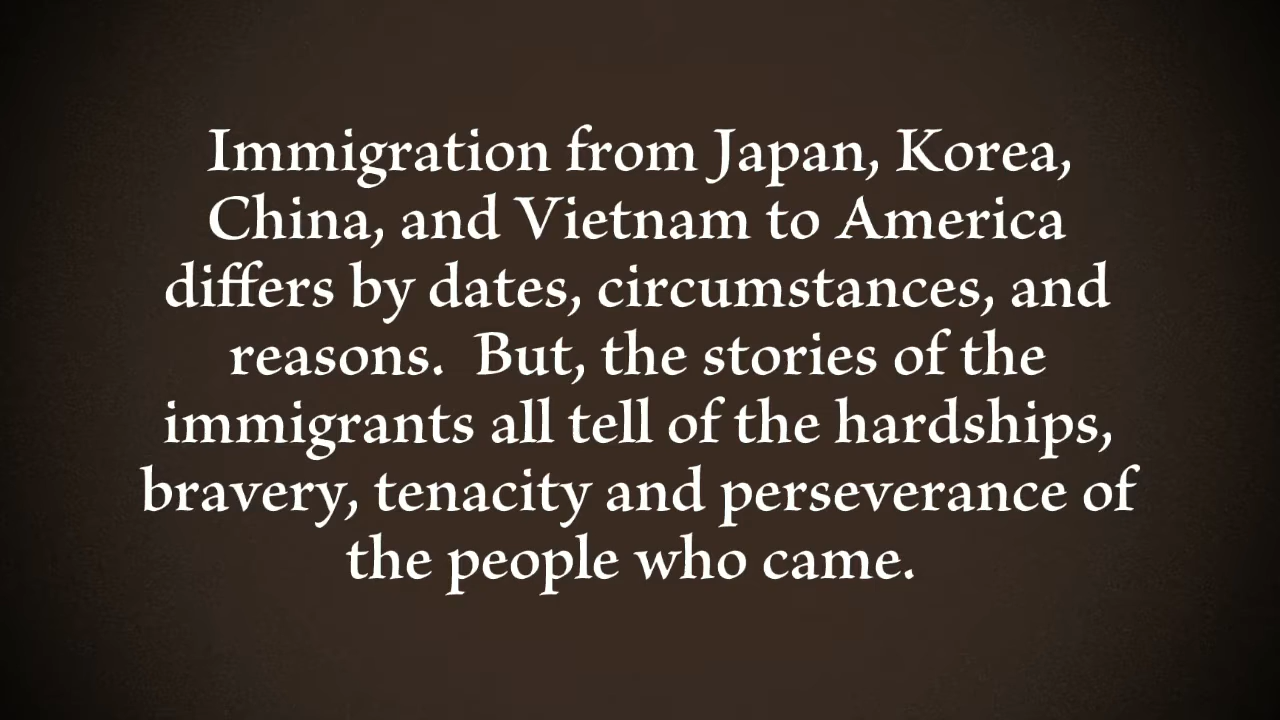 Immigration from Japan, Korea,
China, and Vietnam to America
differs by dates, circumstances, and
reasons.  But, the stories of the
immigrants all tell of the hardships,
bravery, tenacity and perseverance of
the people who came.